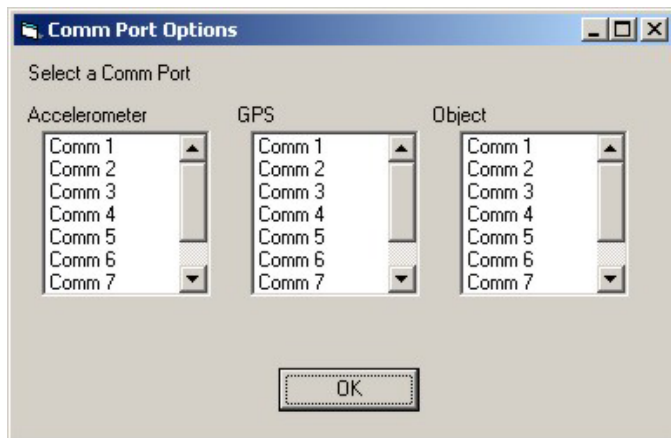 Comm Port Options
Select a Comm Port
Accelerometer
Comm 1
Comm 2
Comm 3
Comm 4
Comm 5
Comm 6
Comm 7
GPS
Comm 1
Comm 2
Comm 3
Comm 4
Comm 5
Comm 6
Comm 7
Object
Comm 1
Comm 2
Comm 3
Comm 4
Comm 5
Comm 6
Comm 7
OK